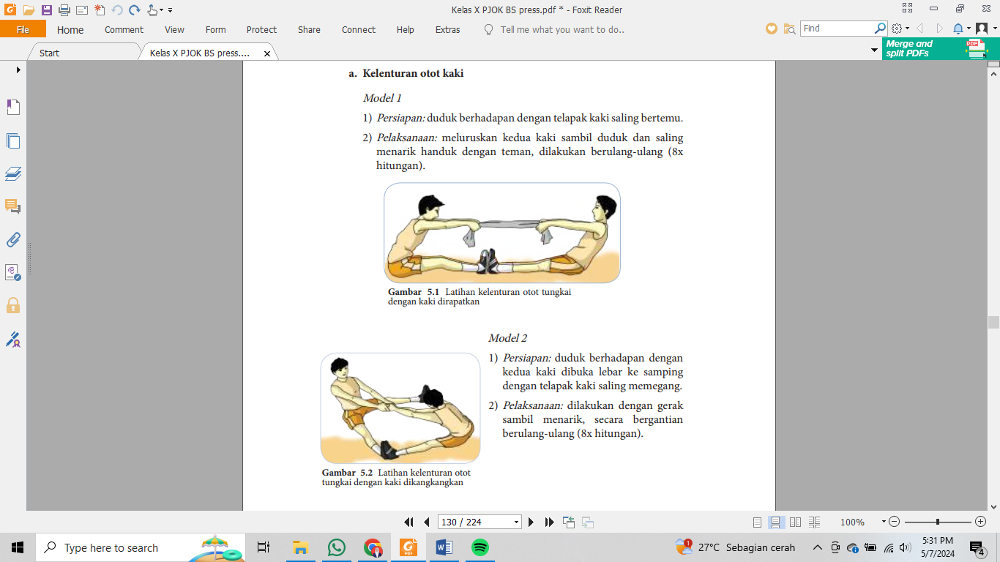 Kelas X PJOK BS press.pdf * - Foxit Reader
File Home Comment View Form Protect Share Connect Help Extras Tell me what you want to do.. Find
Start Kelas X PJOK BS press.... Merge and
split PDFs
PDF
a. Kelenturan otot kaki
Model 1
1) Persiapan: duduk berhadapan dengan telapak kaki saling bertemu.
2) Pelaksanaan: meluruskan kedua kaki sambil duduk dan saling
menarik handuk dengan teman, dilakukan berulang-ulang (8x
hitungan).
Gambar 5.1 Latihan kelenturan otot tungkai
dengan kaki dirapatkan
Model 2
1) Persiapan: duduk berhadapan dengan
kedua kaki dibuka lebar ke samping
dengan telapak kaki saling memegang.
2) Pelaksanaan: dilakukan dengan gerak
sambil menarik, secara bergantian
berulang-ulang (8x hitungan).
Gambar 5.2 Latihan kelenturan otot
tungkai dengan kaki dikangkangkan
130 / 224 100%
Type here to search 27°C Sebagian cerah 5:31 PM
5/7/2024 4